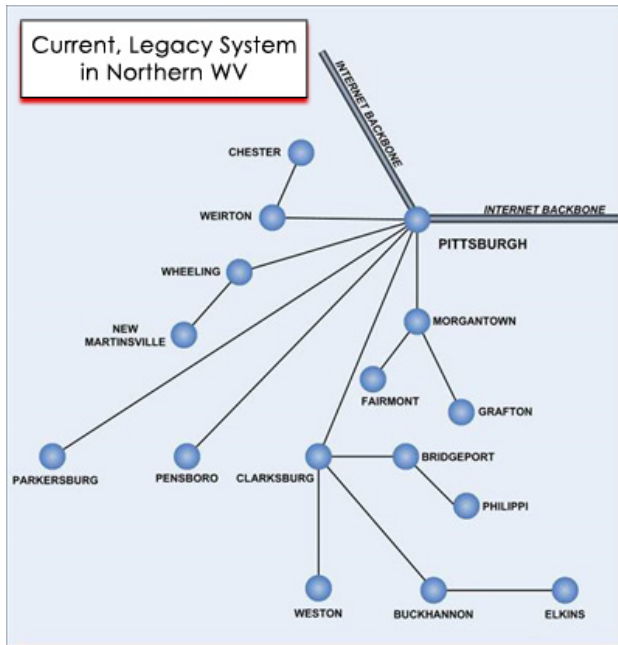 Current, Legacy System
in Northern WV
INTERNET BACKBONE
CHESTER
WEIRTON
INTERNET BACKBONE
PITTSBURGH
WHEELING
NEW
MARTINSVILLE
MORGANTOWN
FAIRMONT
GRAFTON
PARKERSBURG
PENSBORO
CLARKSBURG
BRIDGEPORT
PHILIPPI
WESTON
BUCKHANNON
ELKINS